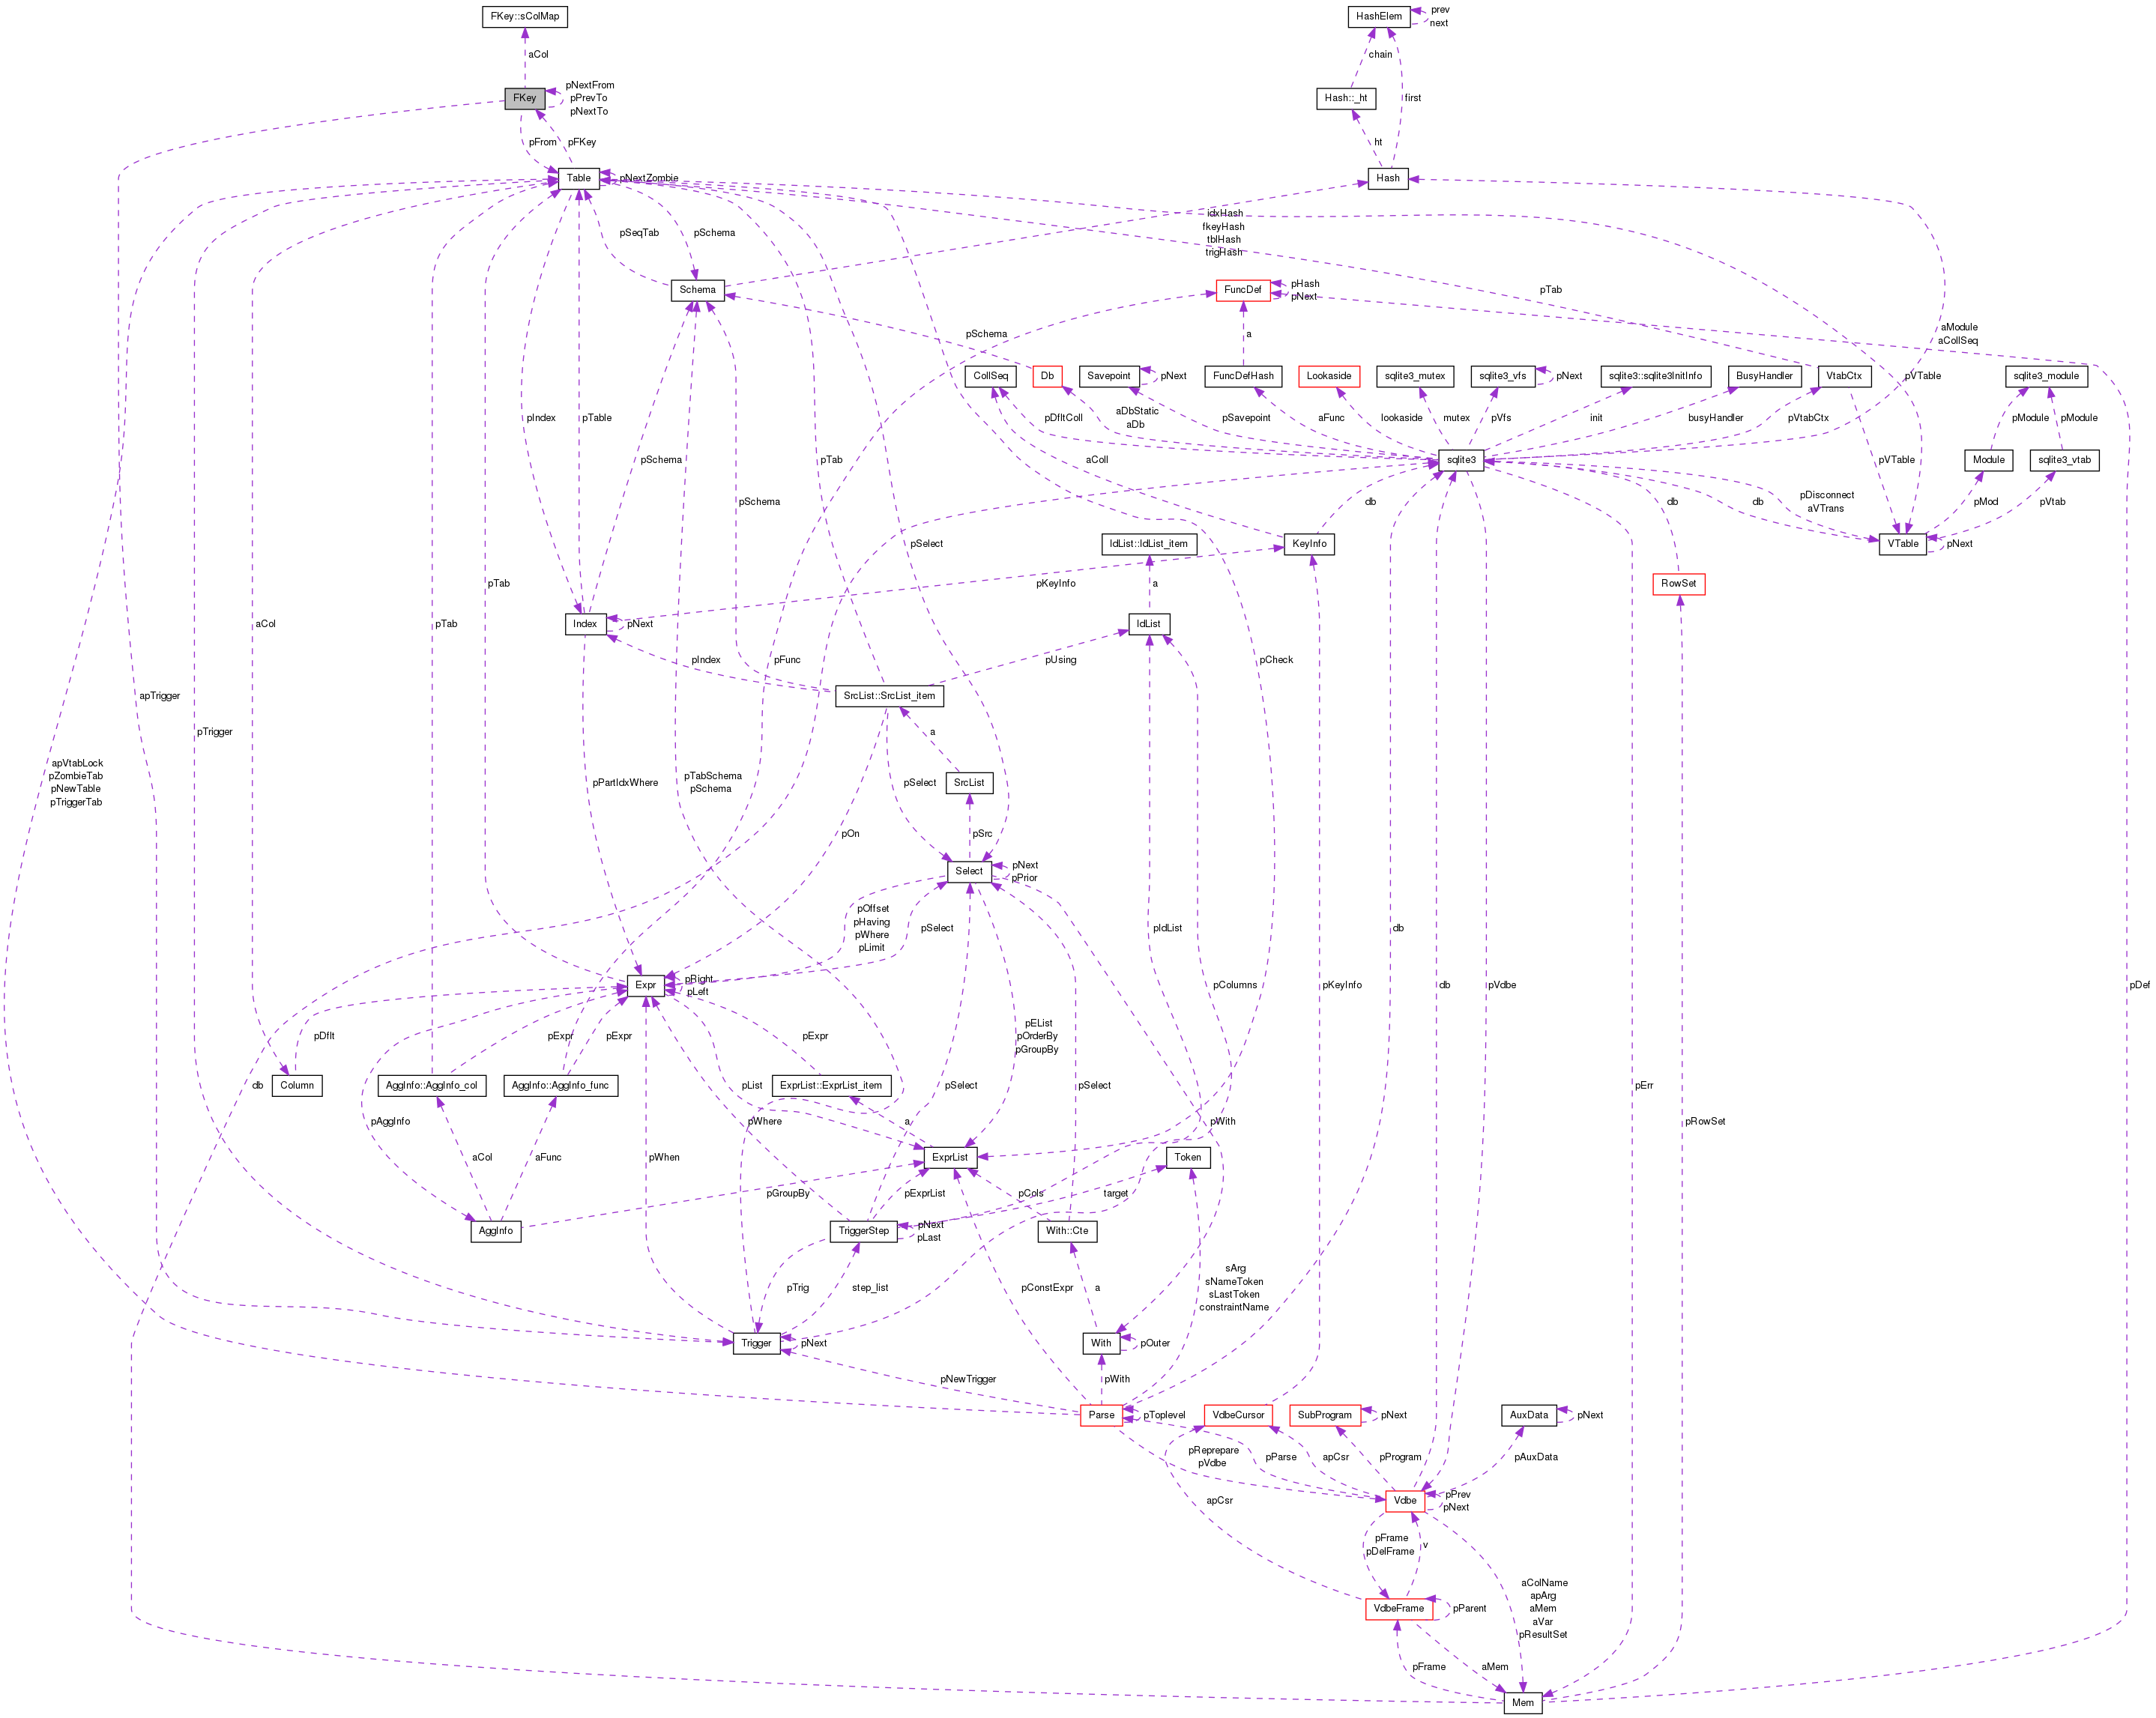 FKey::sColMap
HashElem
prev
next
aCol
chain
FKey
pNextFrom
pPrevTo
pNextTo
Hash::_ht
first
pFrom
pFKey
ht
Table
pNextZombie
Hash
pSeqTab
pSchema
idxHash
fkeyHash
tblHash
trigHash
Schema
FuncDef
pHash
pNext
pTab
pSchema
a
aModule
aCollSeq
CollSeq
Db
Savepoint
pNext
FuncDefHash
Lookaside
sqlite3_mutex
sqlite3_vfs
pNext
sqlite3::sqlite3InitInfo
BusyHandler
VtabCtx
pVTable
sqlite3_module
pIndex
pTable
pDfltColl
aDbStatic
aDb
pSavepoint
aFunc
lookaside
mutex
pVfs
init
busyHandler
pVtabCtx
pModule
pModule
pSchema
pTab
aColl
sqlite3
pVTable
Module
sqlite3_vtab
pSchema
db
db
db
pDisconnect
aVTrans
pMod
pVtab
pSelect
IdList::IdList_item
KeyInfo
VTable
pNext
pTab
pKeyInfo
a
RowSet
aCol
pTab
Index
pNext
IdList
pFunc
pIndex
pUsing
pCheck
apTrigger
SrcList::SrcList_item
pTrigger
a
apVtabLock
pZombieTab
pNewTable
pTriggerTab
pPartIdxWhere
pTabSchema
pSchema
pSelect
SrcList
pOn
pSrc
Select
pNext
pPrior
pOffset
pHaving
pWhere
pLimit
pSelect
pIdList
db
Expr
pRight
pLeft
pColumns
pKeyInfo
db
pVdbe
pDef
pDflt
pExpr
pExpr
pExpr
pEList
pOrderBy
pGroupBy
db
Column
AggInfo::AggInfo_col
AggInfo::AggInfo_func
pList
ExprList::ExprList_item
pSelect
pSelect
pErr
pAggInfo
pWhere
a
pWith
pRowSet
aCol
aFunc
pWhen
ExprList
Token
pGroupBy
pExprList
pCols
target
AggInfo
TriggerStep
pNext
pLast
With::Cte
pTrig
step_list
pConstExpr
a
sArg
sNameToken
sLastToken
constraintName
Trigger
pNext
With
pOuter
pNewTrigger
pWith
Parse
pToplevel
VdbeCursor
SubProgram
pNext
AuxData
pNext
pReprepare
pVdbe
pParse
apCsr
pProgram
pAuxData
apCsr
Vdbe
pPrev
pNext
pFrame
pDelFrame
v
aColName
apArg
aMem
aVar
pResultSet
VdbeFrame
pParent
pFrame
aMem
Mem